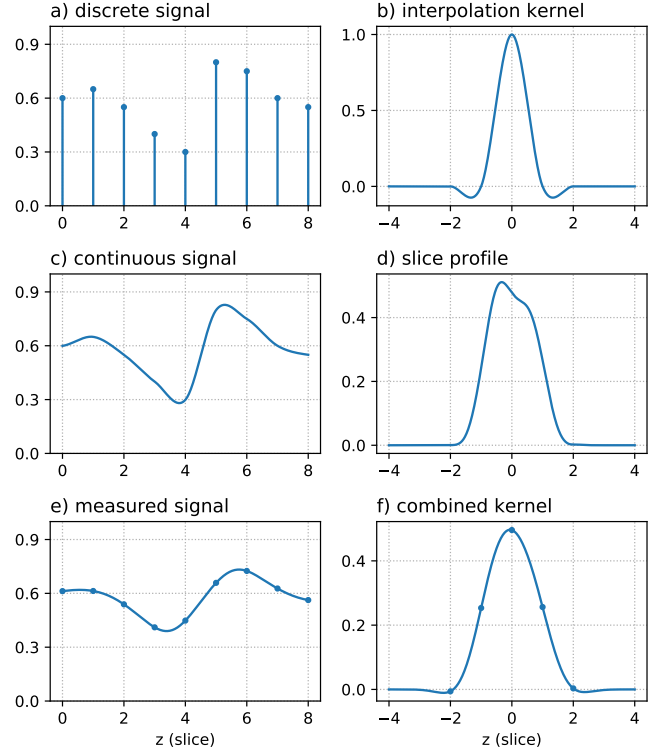 a) discrete signal
0.9
0.6
0.3
0.0
0 2 4 6 8
b) interpolation kernel
1.0
0.5
0.0
−4 −2 0 2 4
c) continuous signal
0.9
0.6
0.3
0.0
0 2 4 6 8
d) slice profile
0.4
0.2
0.0
−4 −2 0 2 4
e) measured signal
0.9
0.6
0.3
0.0
0 2 4 6 8
z (slice)
f) combined kernel
0.4
0.2
0.0
−4 −2 0 2 4
z (slice)